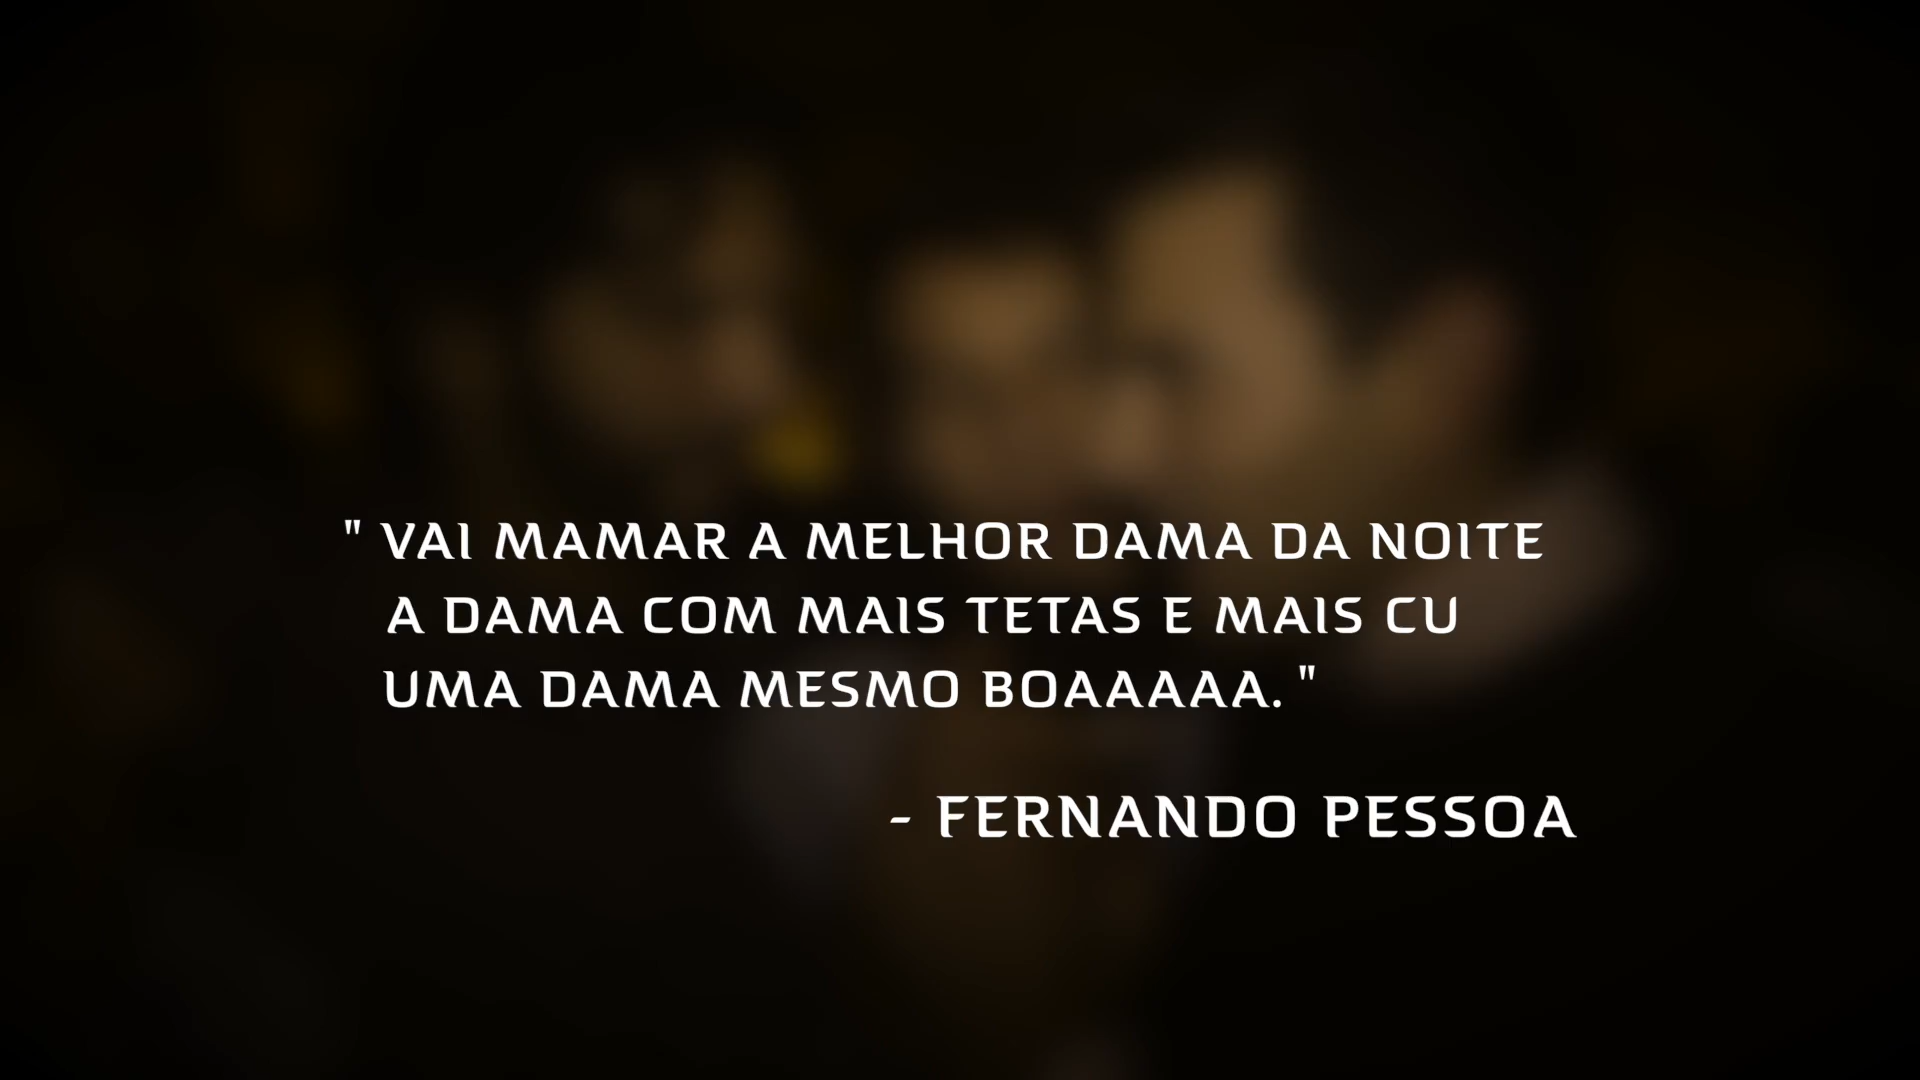 " VAI MAMAR A MELHOR DAMA DA NOITE
A DAMA COM MAIS TETAS E MAIS CU
UMA DAMA MESMO BOAAAAA. "
- FERNANDO PESSOA